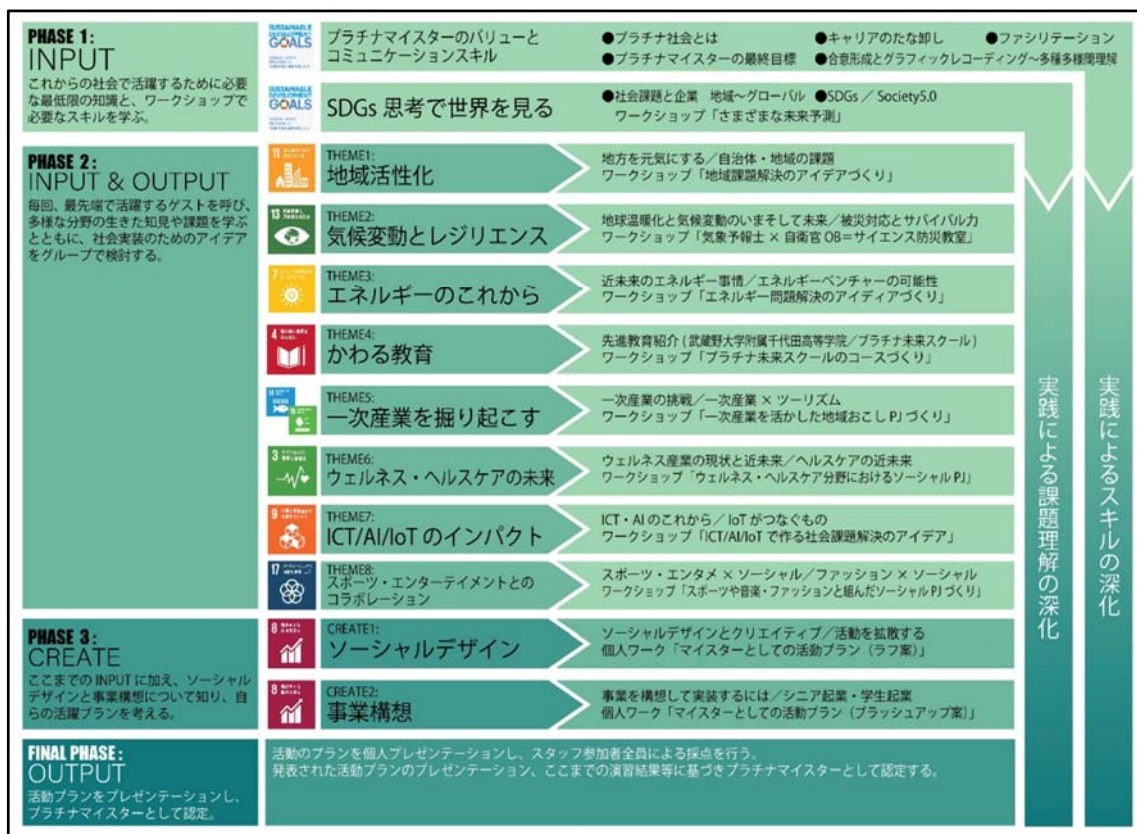 PHASE 1 :
INPUT
これからの社会で活躍するために必要
な最低限の知識と、ワークショップで
必要なスキルを学ぶ。
SUSTAINABLE
DEVELOPMENT
GOALS
プラチナマイスターのバリューと
コミュニケーションスキル
●プラチナ社会とは ●キャリアのたな卸し ●ファシリテーション
●プラチナマイスターの最終目標 ●合意形成とグラフィックレコーディング〜多種多様間理解
SUSTAINABLE
DEVELOPMENT
GOALS
SDGs 思考で世界を見る
●社会課題と企業 地域〜グローバル ●SDGs／Society5.0
ワークショップ「さまざまな未来予測」
PHASE 2 :
INPUT & OUTPUT
毎回、最先端で活躍するゲストを呼び、
多様な分野の生きた知見や課題を学ぶ
とともに、社会実装のためのアイデア
をグループで検討する。
11
THEME1:
地域活性化
地方を元気にする／自治体・地域の課題
ワークショップ「地域課題解決のアイデアづくり」
13
THEME2:
気候変動とレジリエンス
地球温暖化と気候変動のいまそして未来／被災対応とサバイバル力
ワークショップ「気象予報士 × 自衛官 OB＝サイエンス防災教室」
7
THEME3:
エネルギーのこれから
近未来のエネルギー事情／エネルギーベンチャーの可能性
ワークショップ「エネルギー問題解決のアイディアづくり」
4
THEME4:
かわる教育
先進教育紹介 ( 武蔵野大学附属千代田高等学院／プラチナ未来スクール )
ワークショップ「プラチナ未来スクールのコースづくり」
THEME5:
一次産業を掘り起こす
一次産業の挑戦／一次産業 × ツーリズム
ワークショップ「一次産業を活かした地域おこし PJ づくり」
3
THEME6:
ウェルネス・ヘルスケアの未来
ウェルネス産業の現状と近未来／ヘルスケアの近未来
ワークショップ「ウェルネス・ヘルスケア分野におけるソーシャル PJ」
9
THEME7:
ICT/AI/IoT のインパクト
ICT・AI のこれから／ IoT がつなぐもの
ワークショップ「ICT/AI/IoT で作る社会課題解決のアイデア」
17
THEME8:
スポーツ・エンターテイメントとの
コラボレーション
スポーツ・エンタメ × ソーシャル／ファッション × ソーシャル
ワークショップ「スポーツや音楽・ファッションと組んだソーシャル PJ づくり」
PHASE 3 :
CREATE
ここまでの INPUT に加え、ソーシャル
デザインと事業構想について知り、自
らの活躍プランを考える。
8
CREATE1:
ソーシャルデザイン
ソーシャルデザインとクリエイティブ／活動を拡散する
個人ワーク「マイスターとしての活動プラン（ラフ案）」
8
CREATE2:
事業構想
事業を構想して実装するには／シニア起業・学生起業
個人ワーク「マイスターとしての活動プラン（ブラッシュアップ案）」
FINAL PHASE :
OUTPUT
活動プランをプレゼンテーションし、
プラチナマイスターとして認定。
活動のプランを個人プレゼンテーションし、スタッフ参加者全員による採点を行う。
発表された活動プランのプレゼンテーション、ここまでの演習結果等に基づきプラチナマイスターとして認定する。
実践による課題理解の深化
実践によるスキルの深化